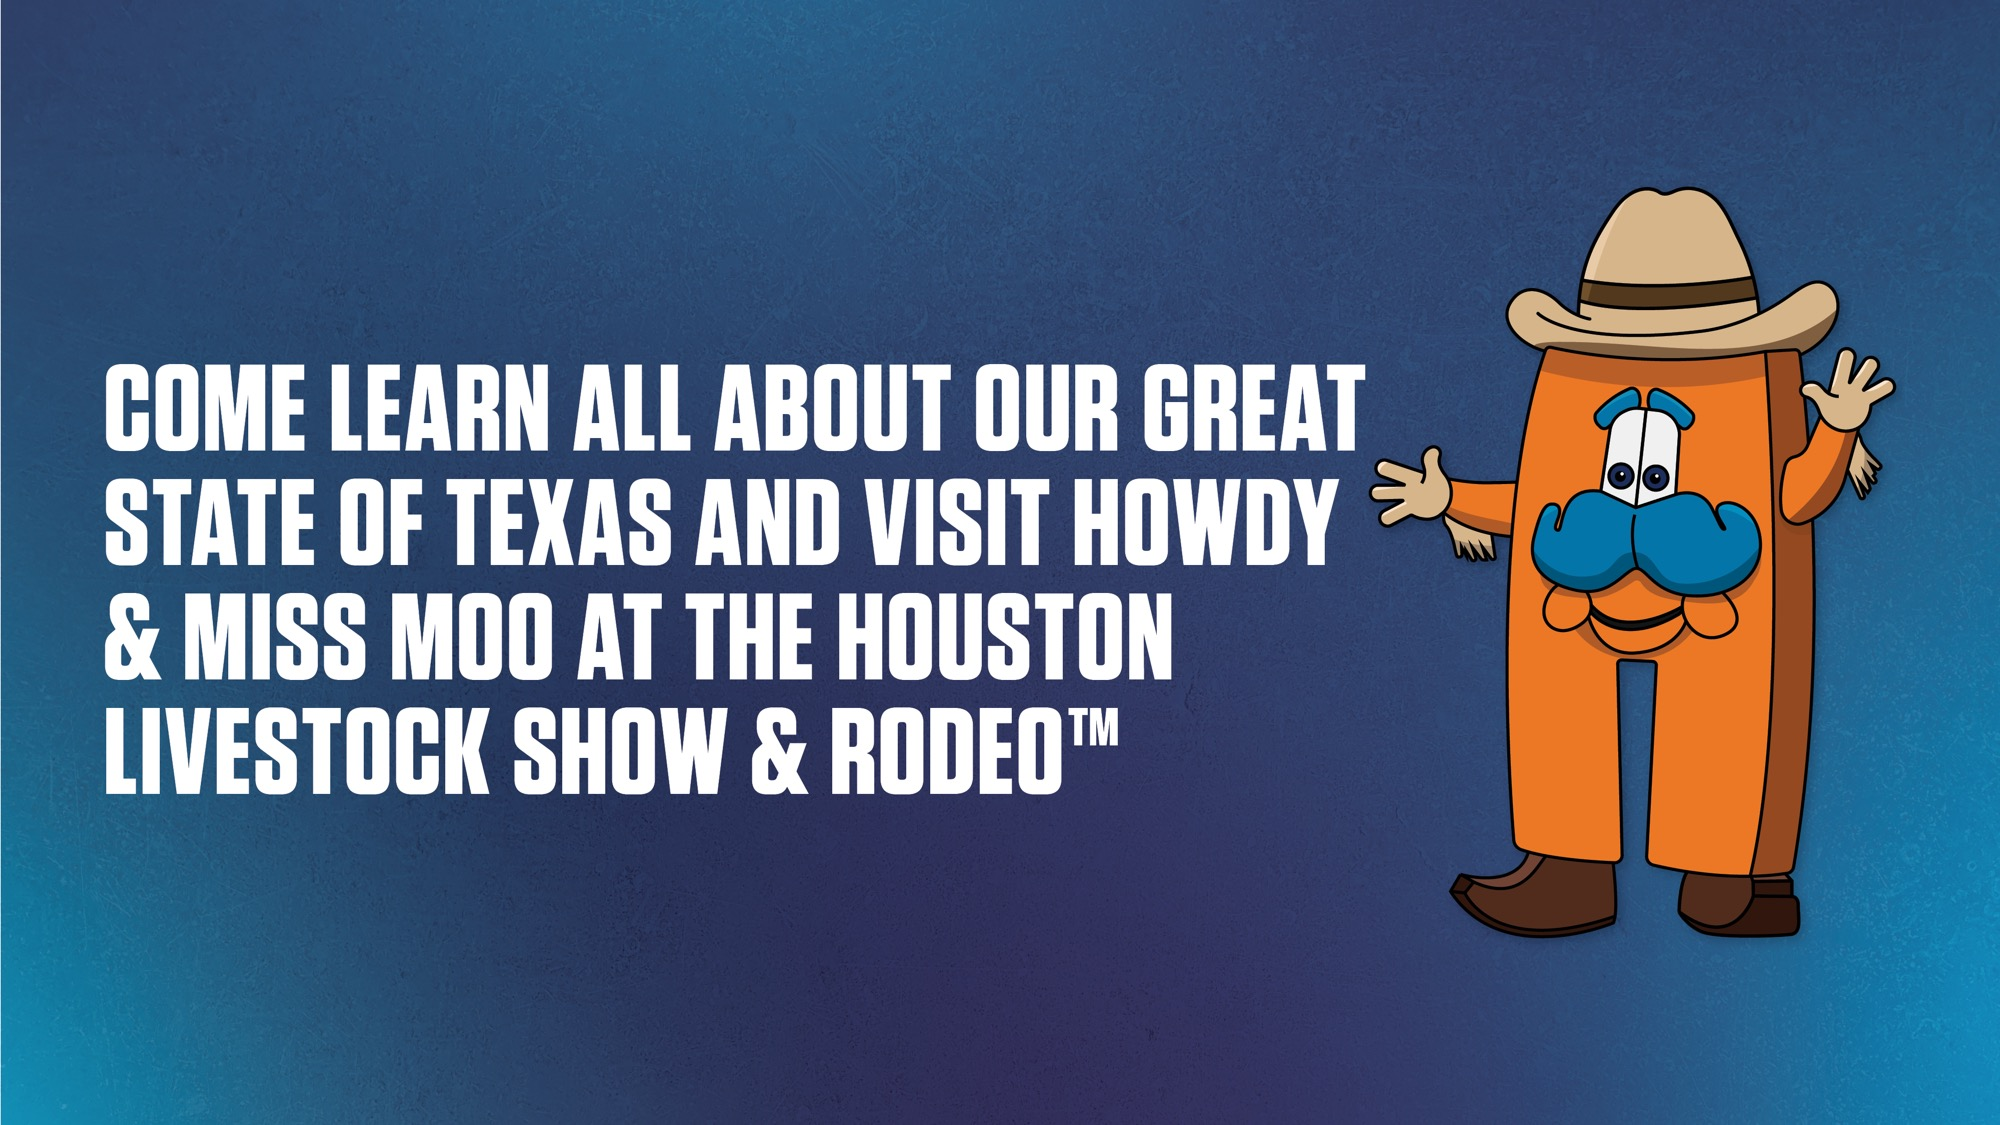 COME LEARN ALL ABOUT OUR GREAT
STATE OF TEXAS AND VISIT HOWDY
& MISS MOO AT THE HOUSTON
LIVESTOCK SHOW & RODEO™